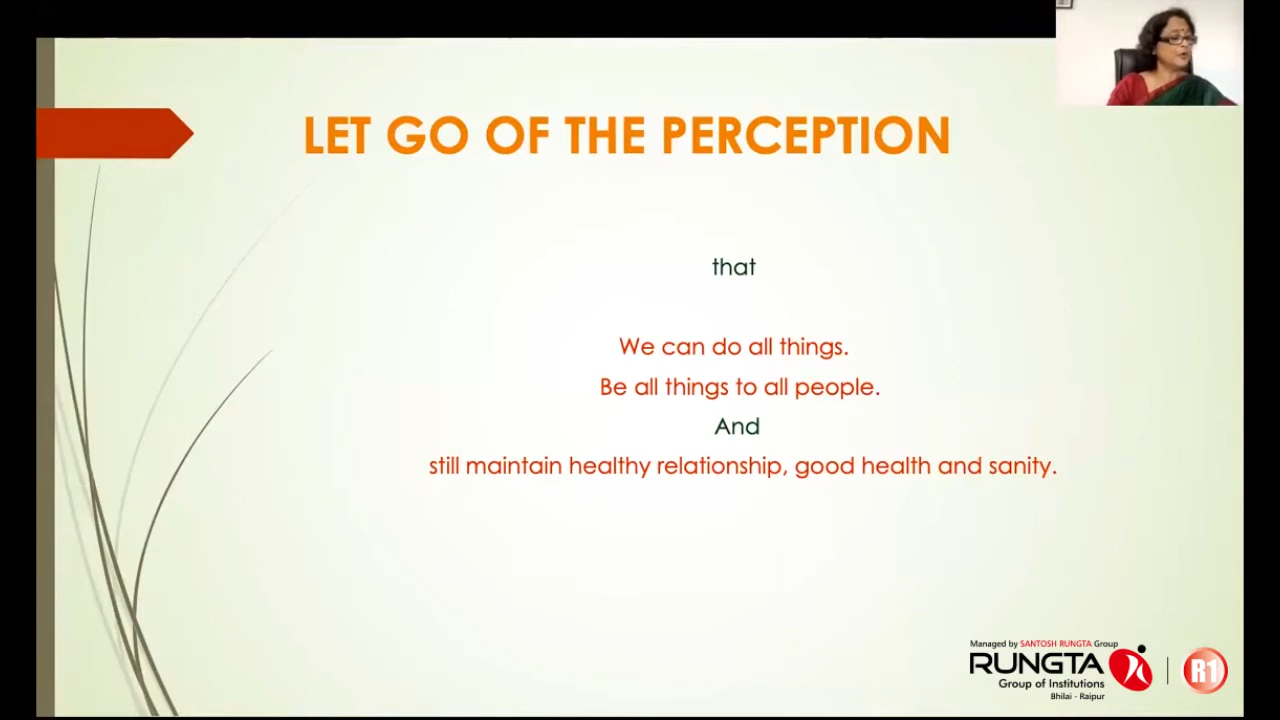 LET GO OF THE PERCEPTION
that
We can do all things.
Be all things to all people.
And
still maintain healthy relationship, good health and sanity.
Managed by SANTOSH RUNGTA Group
RUNGTA
Group of Institutions
Bhilai - Raipur
R1